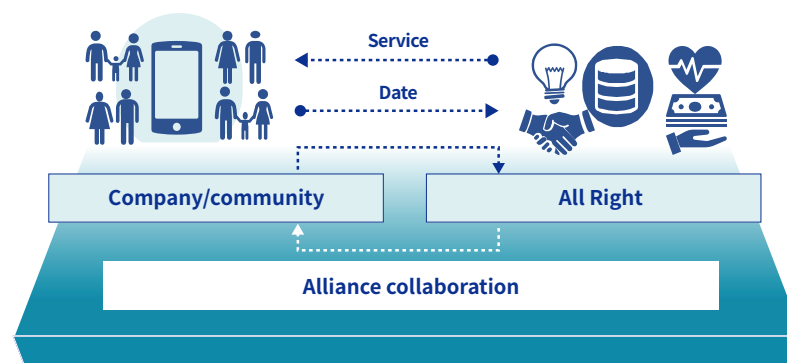 Service
Date
Company/community
All Right
Alliance collaboration